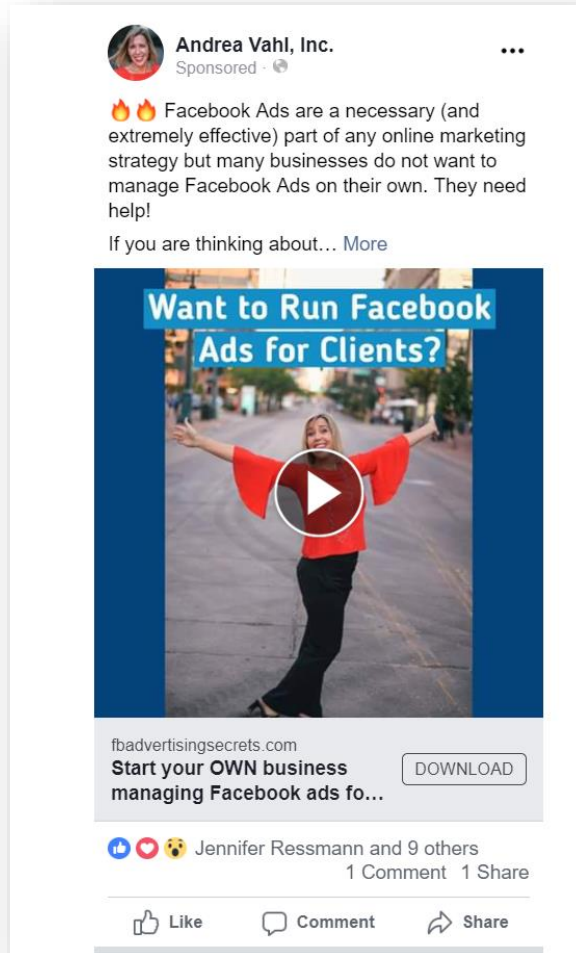 Andrea Vahl, Inc.
Sponsored ·
🔥🔥 Facebook Ads are a necessary (and
extremely effective) part of any online marketing
strategy but many businesses do not want to
manage Facebook Ads on their own. They need
help!
If you are thinking about… More
Want to Run Facebook
Ads for Clients?
fbadvertisingsecrets.com
Start your OWN business
managing Facebook ads fo…
DOWNLOAD
Jennifer Ressmann and 9 others
1 Comment 1 Share
Like Comment Share